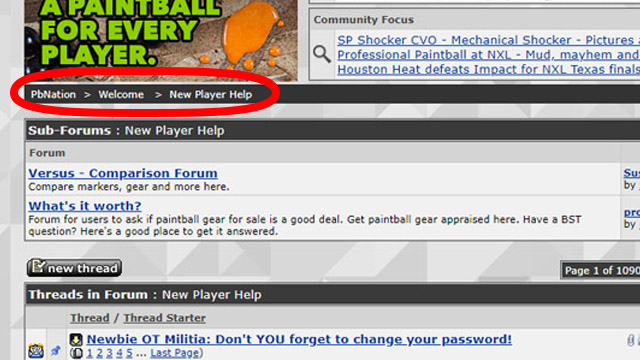 A PAINTBALL
FOR EVERY
PLAYER.
Community Focus
SP Shocker CVO - Mechanical Shocker - Pictures a
Professional Paintball at NXL - Mud, mayhem and
Houston Heat defeats Impact for NXL Texas finals
PbNation > Welcome > New Player Help
Sub-Forums : New Player Help
Forum
Versus - Comparison Forum
Compare markers, gear and more here.
Sus
by
What's it worth?
Forum for users to ask if paintball gear for sale is a good deal. Get paintball gear appraised here. Have a BST
question? Here's a good place to get it answered.
pro
by
new thread
Page 1 of 1090
Threads in Forum : New Player Help
Thread / Thread Starter
Newbie OT Militia: Don't YOU forget to change your password!
( 1 2 3 4 5 ... Last Page)